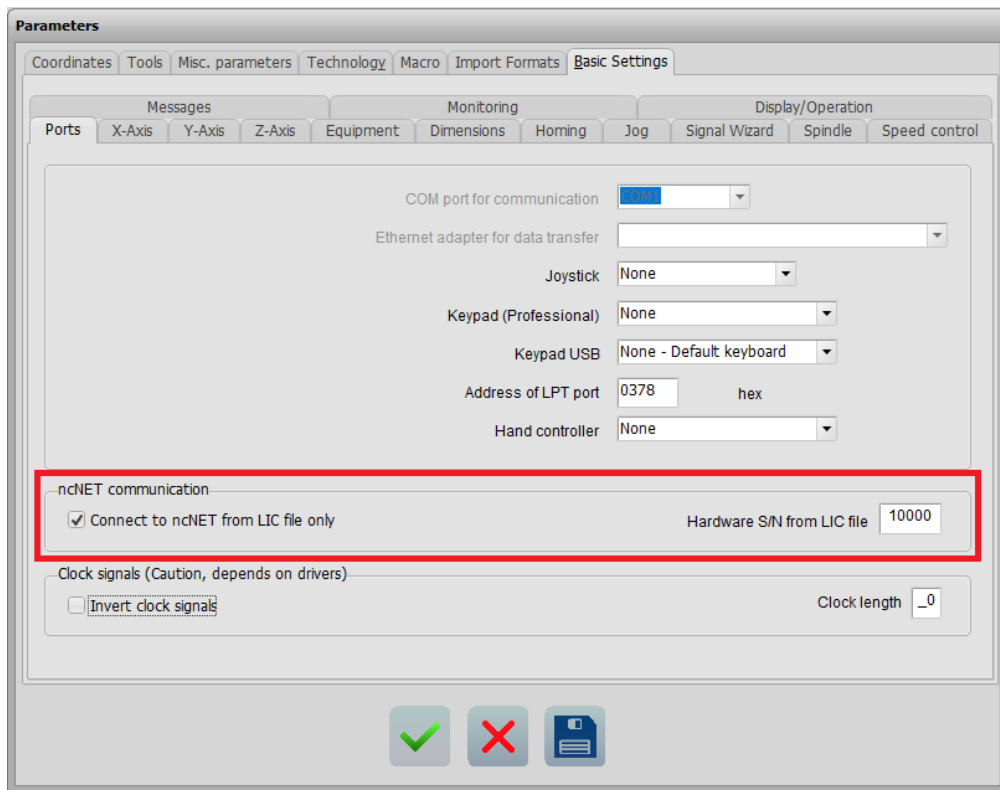 Parameters
Coordinates Tools Misc. parameters Technology Macro Import Formats Basic Settings
Messages Monitoring Display/Operation
Ports X-Axis Y-Axis Z-Axis Equipment Dimensions Homing Jog Signal Wizard Spindle Speed control
COM port for communication COM1
Ethernet adapter for data transfer
Joystick None
Keypad (Professional) None
Keypad USB None - Default keyboard
Address of LPT port 0378 hex
Hand controller None
ncNET communication
Connect to ncNET from LIC file only Hardware S/N from LIC file 10000
Clock signals (Caution, depends on drivers)
Invert clock signals Clock length _0